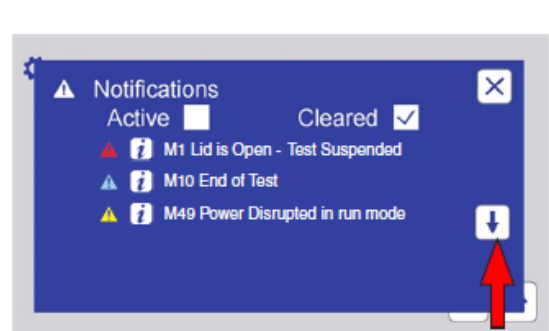 Notifications
Active Cleared
M1 Lid is Open - Test Suspended
M10 End of Test
M49 Power Disrupted in run mode